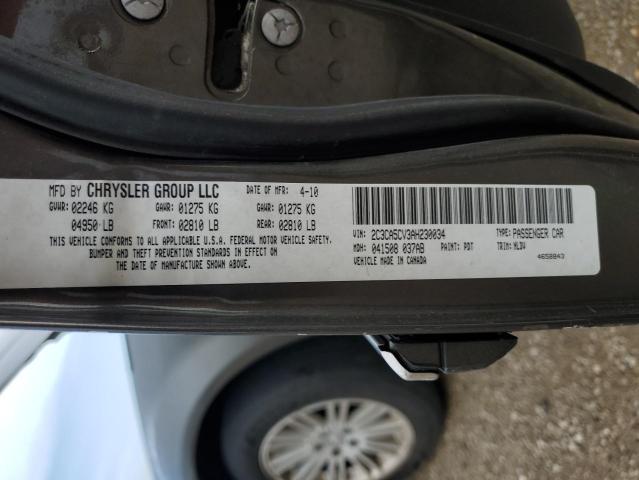 MFD BY CHRYSLER GROUP LLC DATE OF MFR: 4-10
GVWR: 02246 KG GAWR: 01275 KG GAWR: 01275 KG
04950 LB FRONT: 02810 LB REAR: 02810 LB
THIS VEHICLE CONFORMS TO ALL APPLICABLE U.S.A. FEDERAL MOTOR VEHICLE SAFETY,
BUMPER AND THEFT PREVENTION STANDARDS IN EFFECT ON
THE DATE OF MANUFACTURE SHOWN ABOVE.
VIN: 2C3CA5CV3AH230034 TYPE: PASSENGER CAR
MDH: 041508 037AB PAINT: PDT TRIM: MLDV
VEHICLE MADE IN CANADA 4658843